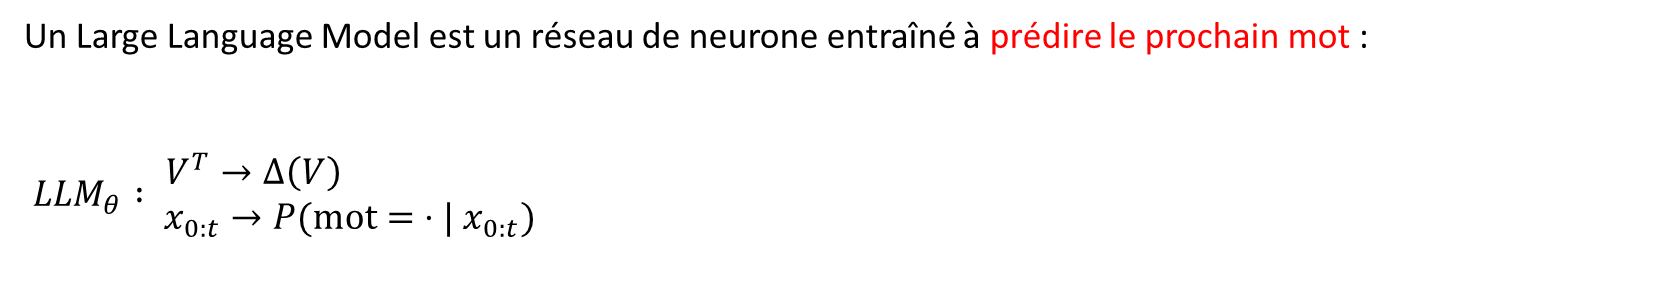 Un Large Language Model est un réseau de neurone entraîné à prédire le prochain mot :
V^T → Δ(V)
LLM_θ :
x_{0:t} → P(mot = · | x_{0:t})